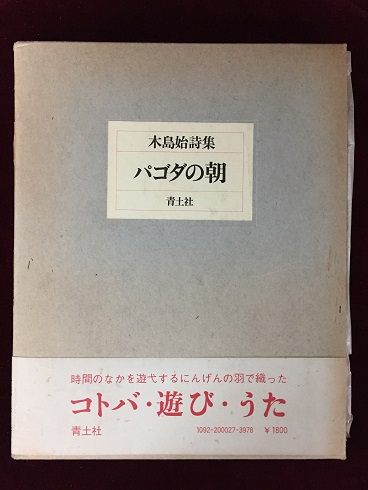 木島始詩集
パゴダの朝
青土社
時間のなかを遊弋するにんげんの羽で織った
コトバ・遊び・うた
青土社
1092-200027-3978 ￥1800